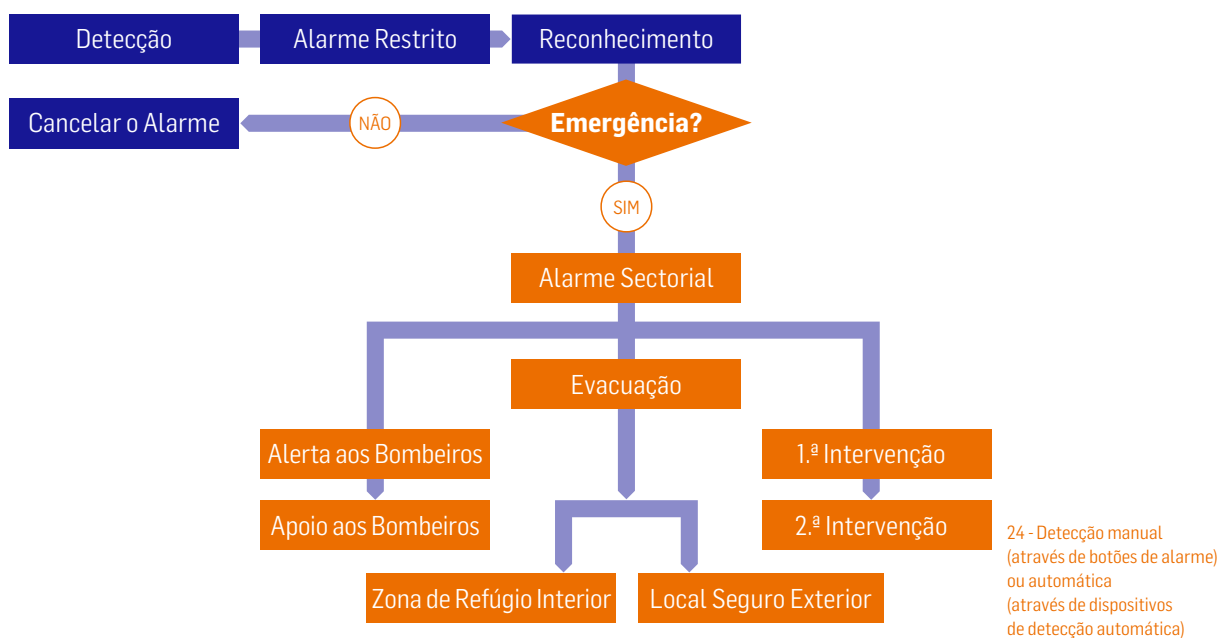 Detecção
Alarme Restrito
Reconhecimento
Cancelar o Alarme
NÃO
Emergência?
SIM
Alarme Sectorial
Evacuação
Alerta aos Bombeiros
1.ª Intervenção
Apoio aos Bombeiros
2.ª Intervenção
Zona de Refúgio Interior
Local Seguro Exterior
24 - Detecção manual
(através de botões de alarme)
ou automática
(através de dispositivos
de detecção automática)